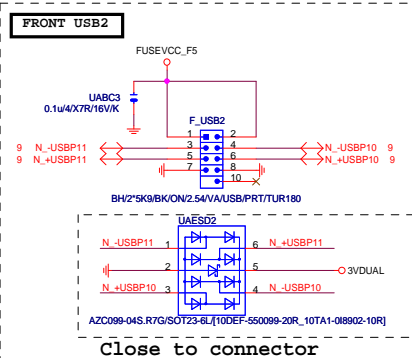 FRONT USB2
FUSEVCC_F5
UABC3
0.1u/4/X7R/16V/K
F_USB2
1 2
9 N_-USBP11 3 4 N_-USBP10 9
9 N_+USBP11 5 6 N_+USBP10 9
7 8
10
BH/2*5K9/BK/ON/2.54/VA/USB/PRT/TUR180
UAESD2
N_-USBP11 1 6 N_+USBP11
2 5 3VDUAL
N_+USBP10 3 4 N_-USBP10
AZC099-04S.R7G/SOT23-6L/[10DEF-550099-20R_10TA1-0I8902-10R]
Close to connector